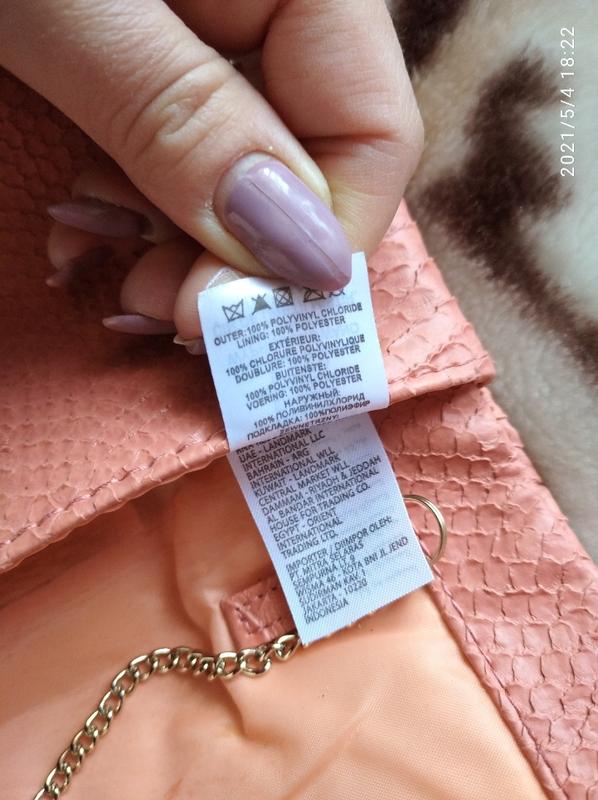 2021/5/4 18:22
OUTER:100% POLYVINYL CHLORIDE
LINING: 100% POLYESTER
EXTÉRIEUR:
100% CHLORURE POLYVINYLIQUE
DOUBLURE: 100% POLYESTER
BUITENSTE:
100% POLYVINYL CHLORIDE
VOERING: 100% POLYESTER
НАРУЖНЫЙ:
100% ПОЛИВИНИЛХЛОРИД
ПОДКЛАДКА: 100%ПОЛИЭФИР
UAE - LANDMARK
INTERNATIONAL LLC
BAHRAIN - ARG
INTERNATIONAL WLL
KUWAIT - LANDMARK
CENTRAL MARKET WLL
DAMMAM - RIYADH & JEDDAH
AL BANDAR INTERNATIONAL
HOUSE FOR TRADING CO.
EGYPT - ORIENT
INTERNATIONAL
TRADING LTD.
IMPORTER / DIIMPOR OLEH:
PT. MITRA SELARAS
SEMPURNA LT.9
WISMA 46 - KOTA BNI JL JEND
SUDIRMAN KAV.1
JAKARTA - 10220
INDONESIA